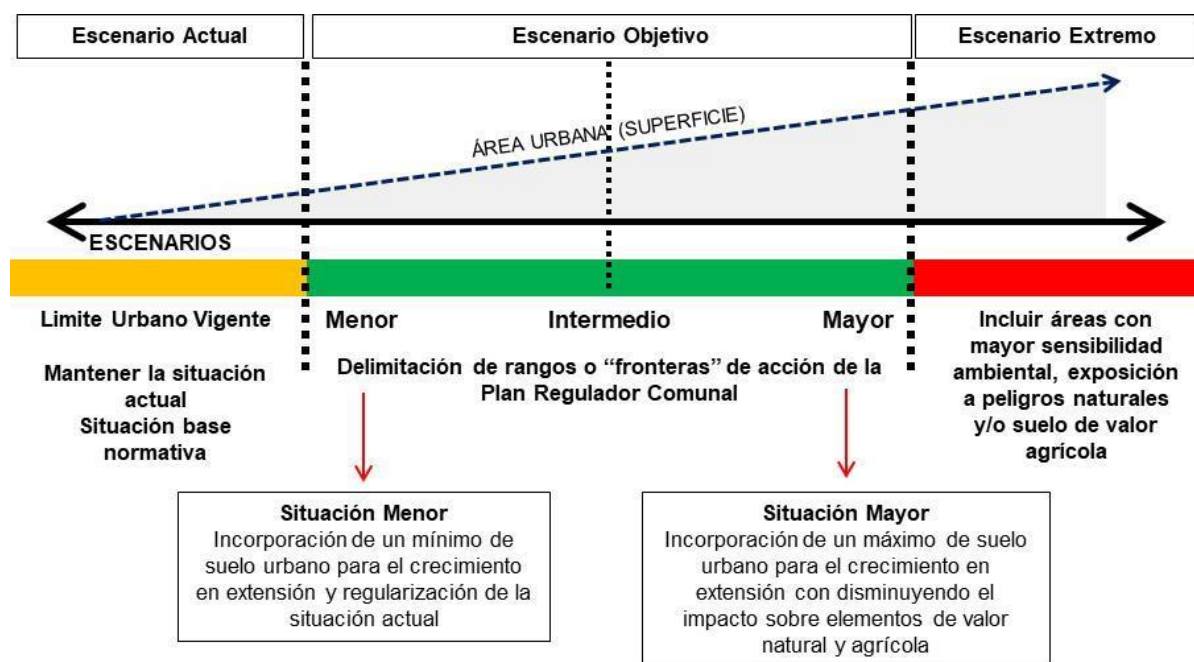 Escenario Actual
Escenario Objetivo
Escenario Extremo
ÁREA URBANA (SUPERFICIE)
ESCENARIOS
Limite Urbano Vigente
Mantener la situación
actual
Situación base
normativa
Menor
Intermedio
Mayor
Delimitación de rangos o “fronteras” de acción de la
Plan Regulador Comunal
Incluir áreas con
mayor sensibilidad
ambiental, exposición
a peligros naturales
y/o suelo de valor
agrícola
Situación Menor
Incorporación de un mínimo de
suelo urbano para el crecimiento
en extensión y regularización de la
situación actual
Situación Mayor
Incorporación de un máximo de suelo
urbano para el crecimiento en
extensión con disminuyendo el
impacto sobre elementos de valor
natural y agrícola